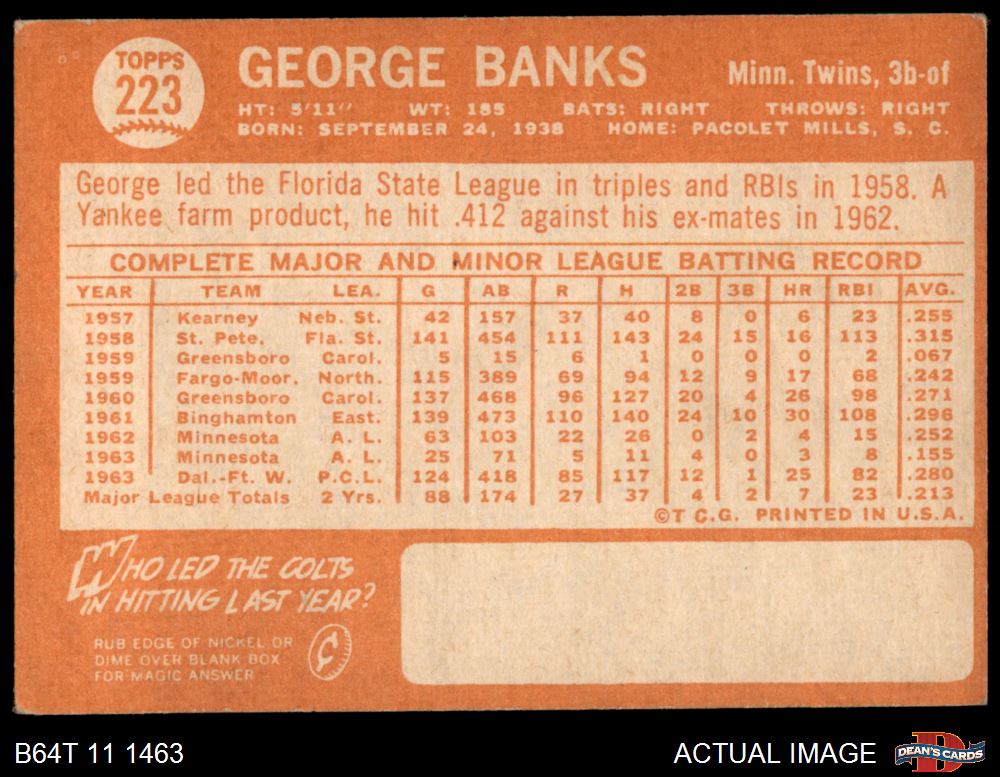 TOPPS
223
GEORGE BANKS
Minn. Twins, 3b-of
HT: 5'11" WT: 185 BATS: RIGHT THROWS: RIGHT
BORN: SEPTEMBER 24, 1938 HOME: PACOLET MILLS, S. C.
George led the Florida State League in triples and RBIs in 1958. A
Yankee farm product, he hit .412 against his ex-mates in 1962.
COMPLETE MAJOR AND MINOR LEAGUE BATTING RECORD
YEAR TEAM LEA. G AB R H 2B 3B HR RBI AVG.
1957 Kearney Neb. St. 42 157 37 40 8 0 6 23 .255
1958 St. Pete. Fla. St. 141 454 111 143 24 15 16 113 .315
1959 Greensboro Carol. 5 15 6 1 0 0 0 2 .067
1959 Fargo-Moor. North. 115 389 69 94 12 9 17 68 .242
1960 Greensboro Carol. 137 468 96 127 20 4 26 98 .271
1961 Binghamton East. 139 473 110 140 24 10 30 108 .296
1962 Minnesota A. L. 63 103 22 26 0 2 4 15 .252
1963 Minnesota A. L. 25 71 5 11 4 0 3 8 .155
1963 Dal.-Ft. W. P.C.L. 124 418 85 117 12 1 25 82 .280
Major League Totals 2 Yrs. 88 174 27 37 4 2 7 23 .213
©T C.G. PRINTED IN U.S.A.
WHO LED THE COLTS
IN HITTING LAST YEAR?
RUB EDGE OF NICKEL OR
DIME OVER BLANK BOX
FOR MAGIC ANSWER
¢
B64T 11 1463
ACTUAL IMAGE
D
DEAN'S CARDS